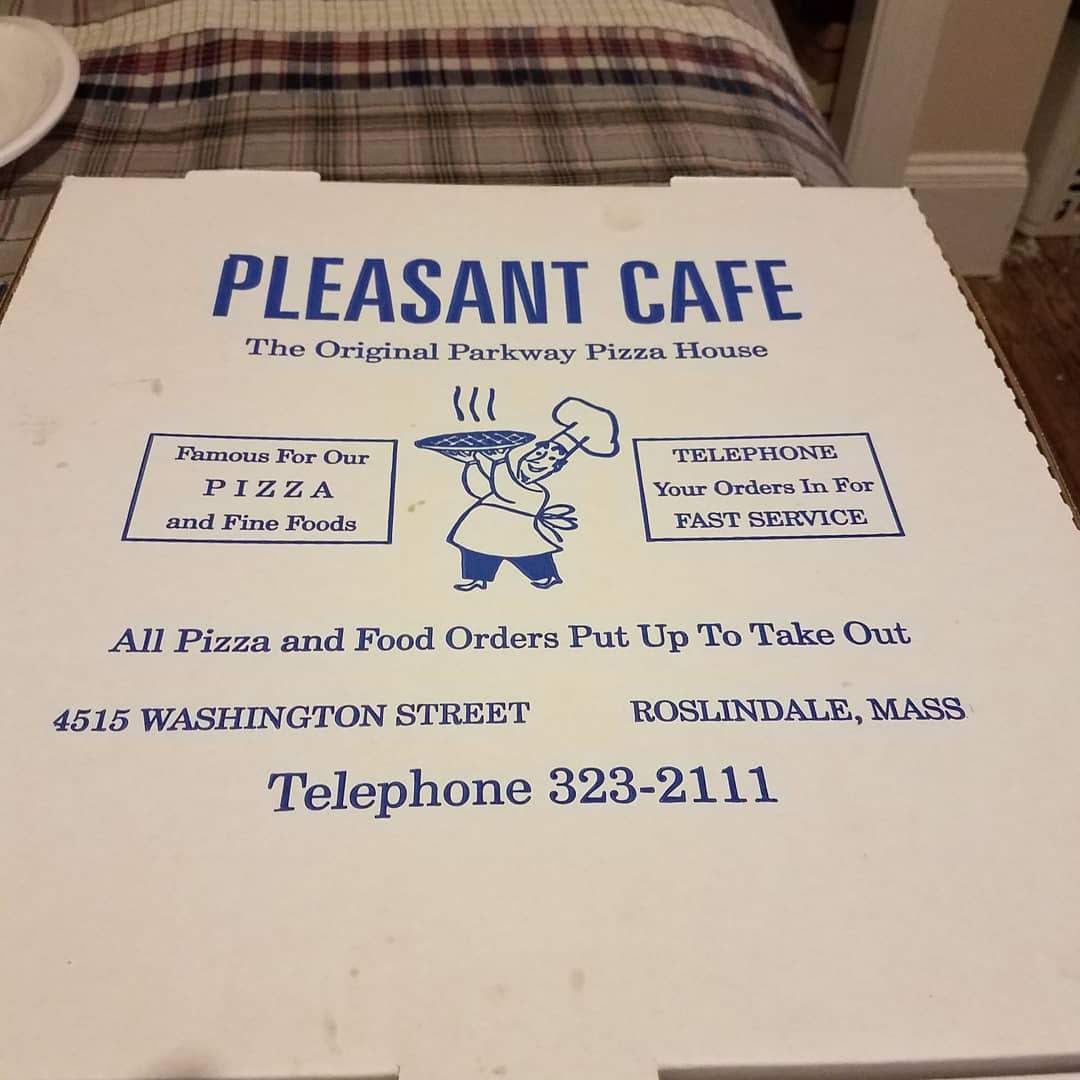 PLEASANT CAFE
The Original Parkway Pizza House
Famous For Our
PIZZA
and Fine Foods
TELEPHONE
Your Orders In For
FAST SERVICE
All Pizza and Food Orders Put Up To Take Out
4515 WASHINGTON STREET ROSLINDALE, MASS
Telephone 323-2111